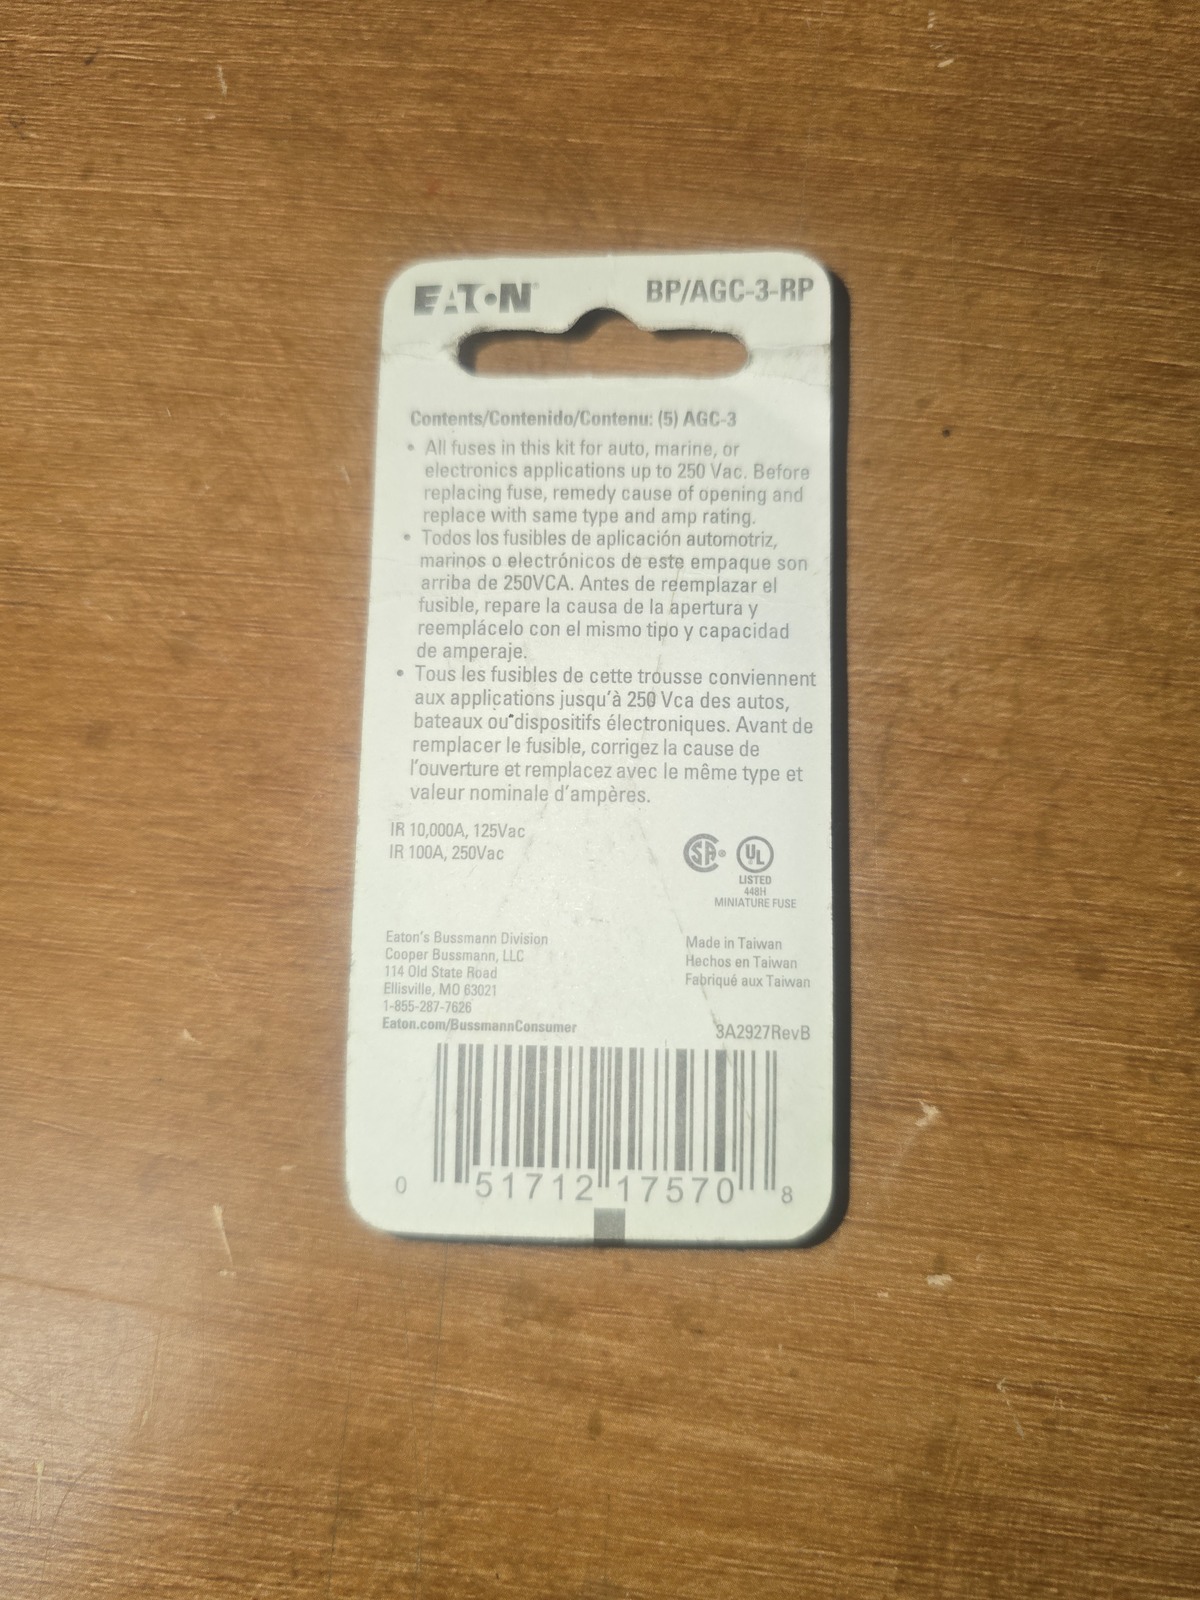 EATON® BP/AGC-3-RP
Contents/Contenido/Contenu: (5) AGC-3
• All fuses in this kit for auto, marine, or
electronics applications up to 250 Vac. Before
replacing fuse, remedy cause of opening and
replace with same type and amp rating.
• Todos los fusibles de aplicación automotriz,
marinos o electrónicos de este empaque son
arriba de 250VCA. Antes de reemplazar el
fusible, repare la causa de la apertura y
reemplácelo con el mismo tipo y capacidad
de amperaje.
• Tous les fusibles de cette trousse conviennent
aux applications jusqu'à 250 Vca des autos,
bateaux ou dispositifs électroniques. Avant de
remplacer le fusible, corrigez la cause de
l'ouverture et remplacez avec le même type et
valeur nominale d'ampères.
IR 10,000A, 125Vac
IR 100A, 250Vac
SA® UL
LISTED
448H
MINIATURE FUSE
Eaton's Bussmann Division
Cooper Bussmann, LLC
114 Old State Road
Ellisville, MO 63021
1-855-287-7626
Eaton.com/BussmannConsumer
Made in Taiwan
Hechos en Taiwan
Fabriqué aux Taiwan
3A2927RevB
0 51712 17570 8